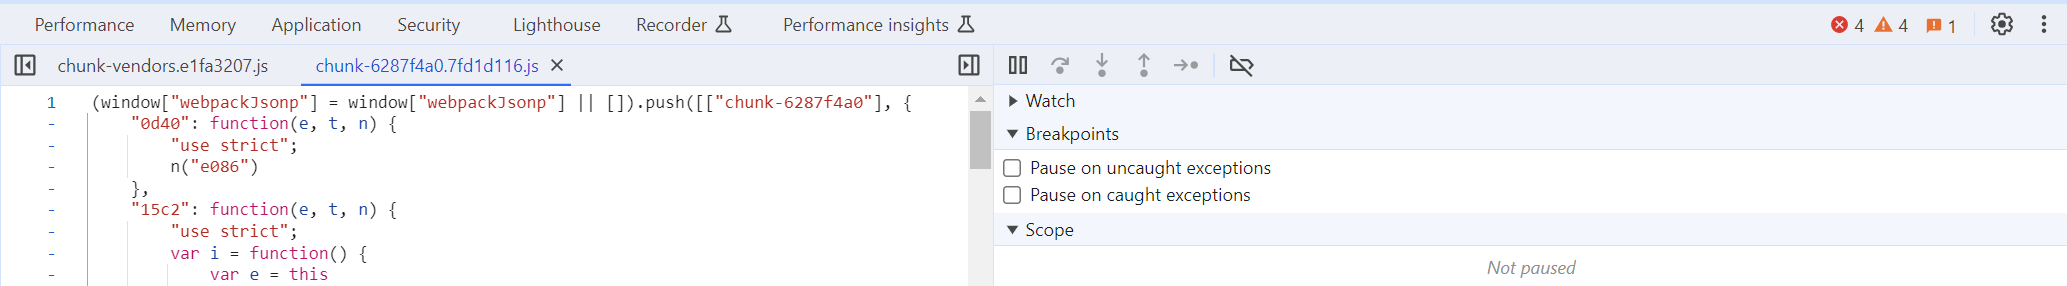 Performance Memory Application Security Lighthouse Recorder Performance insights 4 4 1
chunk-vendors.e1fa3207.js chunk-6287f4a0.7fd1d116.js
1 (window["webpackJsonp"] = window["webpackJsonp"] || []).push([["chunk-6287f4a0"], {
- "0d40": function(e, t, n) {
- "use strict";
- n("e086")
- },
- "15c2": function(e, t, n) {
- "use strict";
- var i = function() {
- var e = this
Watch
Breakpoints
Pause on uncaught exceptions
Pause on caught exceptions
Scope
Not paused